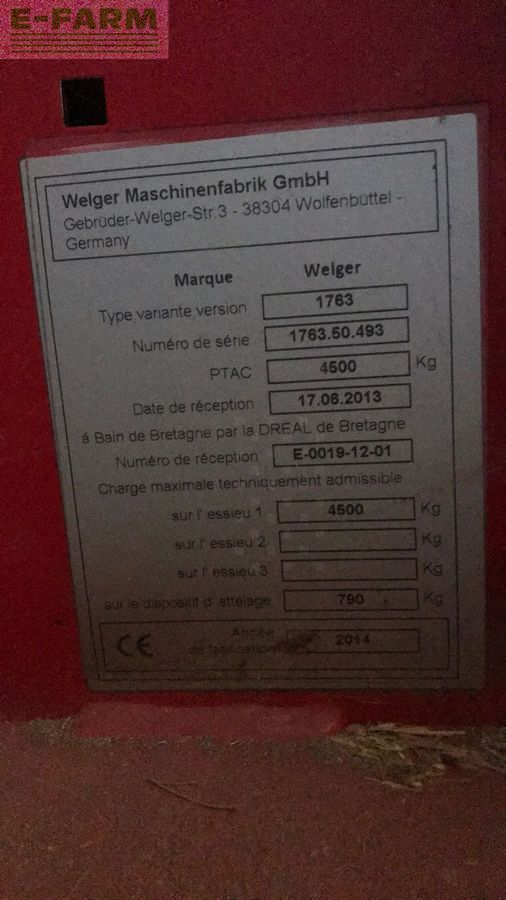 E-FARM
Welger Maschinenfabrik GmbH
Gebrüder-Welger-Str.3 - 38304 Wolfenbüttel -
Germany
Marque Welger
Type variante version 1763
Numéro de série 1763.50.493
PTAC 4500 Kg
Date de réception 17.06.2013
á Bain de Bretagne par la DREAL de Bretagne
Numéro de réception E-0019-12-01
Charge maximale techniquement admissible
sur l' essieu 1 4500 Kg
sur l' essieu 2 Kg
sur l' essieu 3 Kg
sur le dispositif d' attelage 790 Kg
CE Année
de fabrication 2014